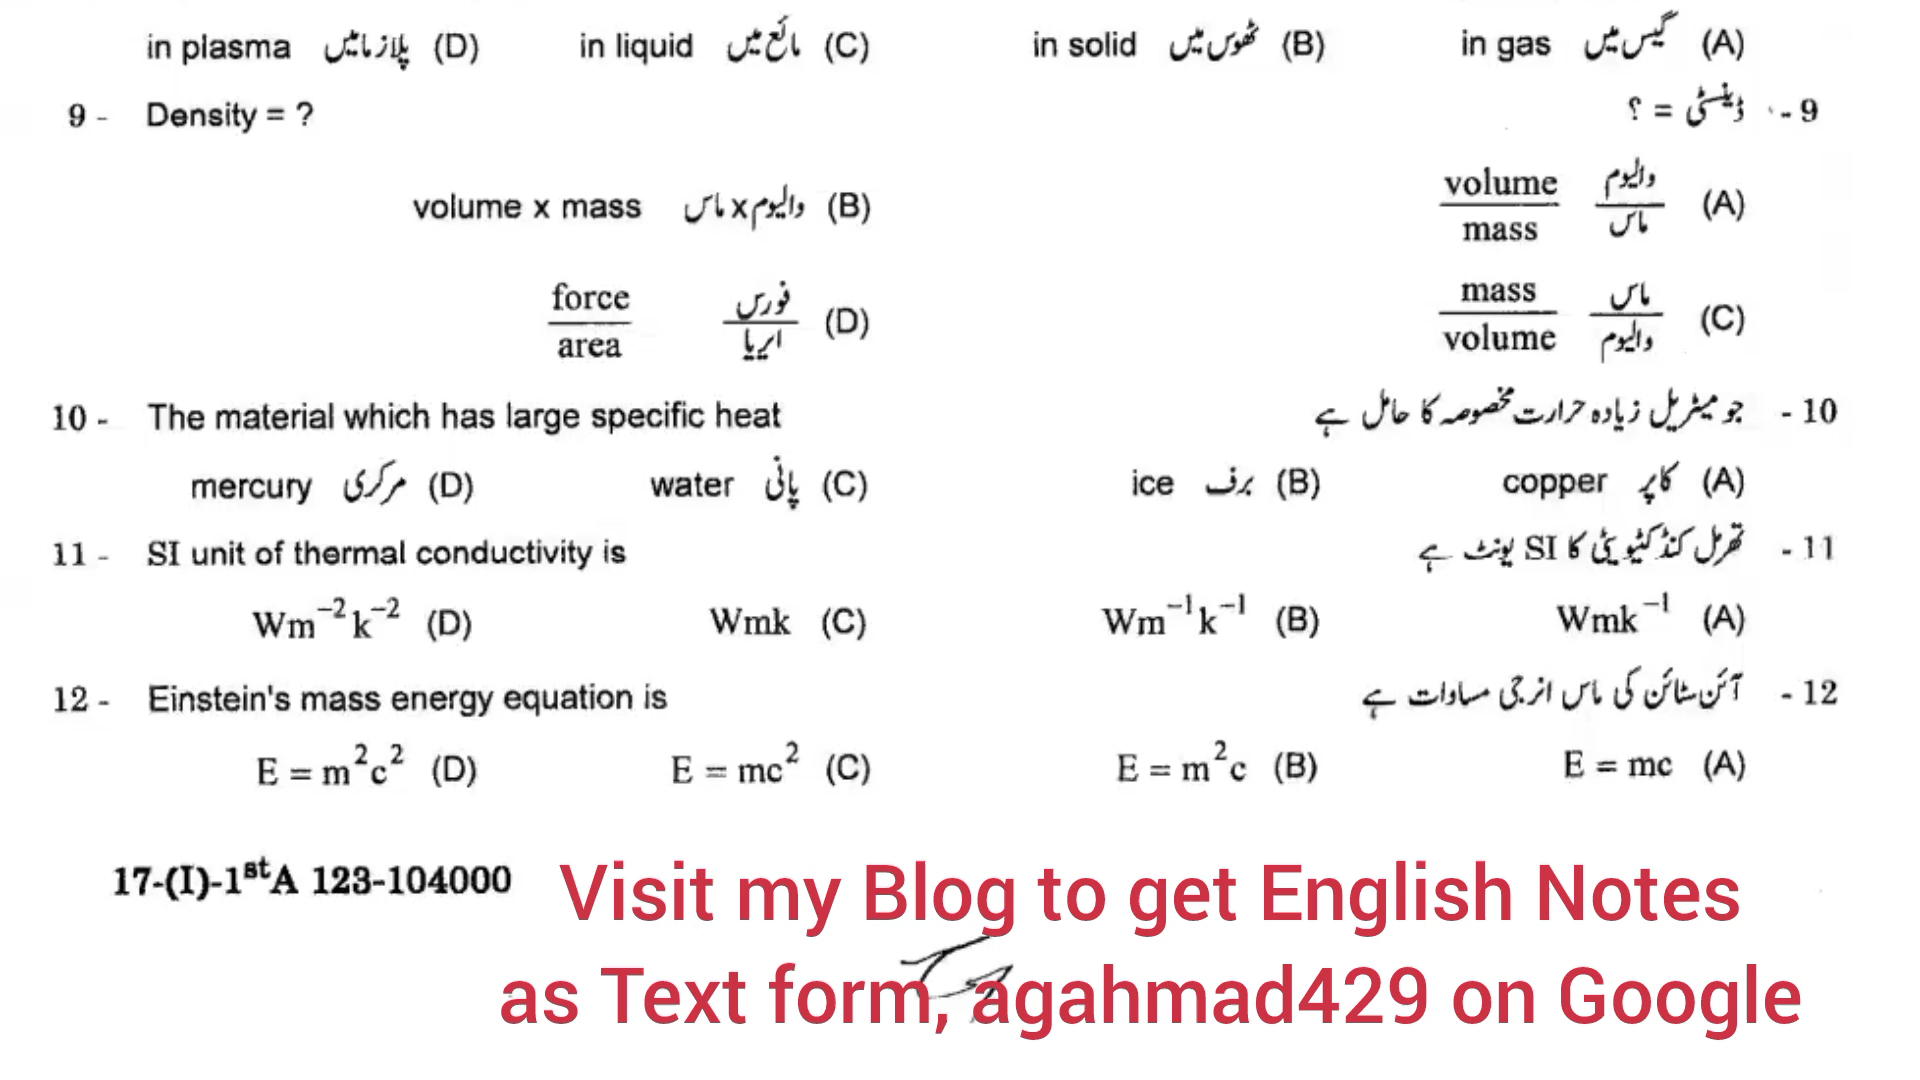 in plasma پلازما میں (D) in liquid مائع میں (C) in solid ٹھوس میں (B) in gas گیس میں (A)
9 - Density = ? ڈینسٹی = ؟ - 9
volume x mass والیوم x ماس (B) volume / mass والیوم / ماس (A)
force / area فورس / ایریا (D) mass / volume ماس / والیوم (C)
10 - The material which has large specific heat جو میٹریل زیادہ حرارت مخصوصہ کا حامل ہے - 10
mercury مرکری (D) water پانی (C) ice برف (B) copper کاپر (A)
11 - SI unit of thermal conductivity is تھرمل کنڈکٹیویٹی کا SI یونٹ ہے - 11
Wm⁻²k⁻² (D) Wmk (C) Wm⁻¹k⁻¹ (B) Wmk⁻¹ (A)
12 - Einstein's mass energy equation is آئن سٹائن کی ماس انرجی مساوات ہے - 12
E = m²c² (D) E = mc² (C) E = m²c (B) E = mc (A)
17-(I)-1ˢᵗA 123-104000
Visit my Blog to get English Notes
as Text form, agahmad429 on Google